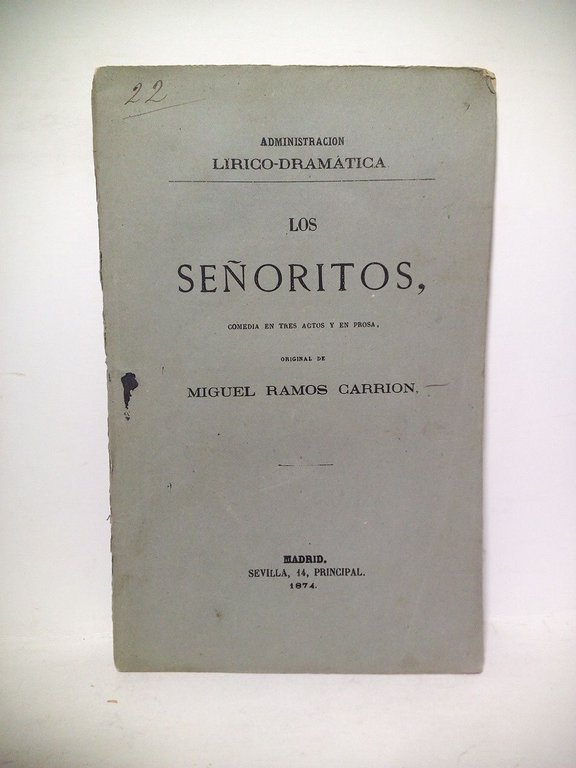 22
ADMINISTRACION
LIRICO-DRAMÁTICA
LOS
SEÑORITOS,
COMEDIA EN TRES ACTOS Y EN PROSA,
ORIGINAL DE
MIGUEL RAMOS CARRION.
MADRID,
SEVILLA, 14, PRINCIPAL.
1874.